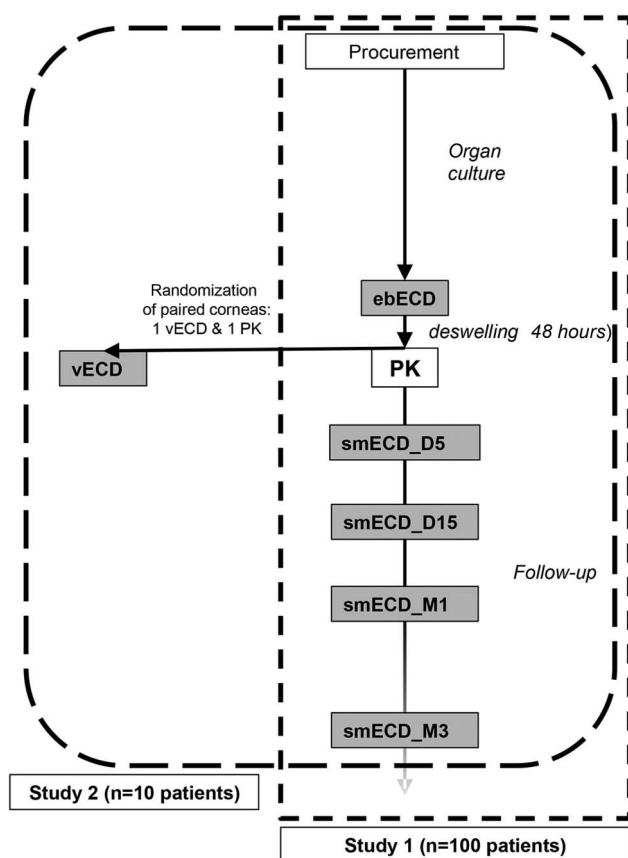 Procurement
Organ
culture
ebECD
Randomization
of paired corneas:
1 vECD & 1 PK
deswelling 48 hours)
vECD
PK
smECD_D5
smECD_D15
Follow-up
smECD_M1
smECD_M3
Study 2 (n=10 patients)
Study 1 (n=100 patients)